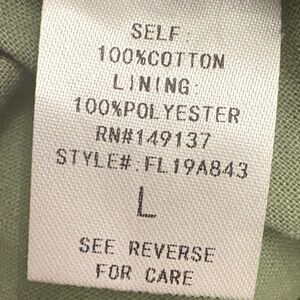 SELF
100%COTTON
LINING:
100%POLYESTER
RN#149137
STYLE#:FL19A843
L
SEE REVERSE
FOR CARE